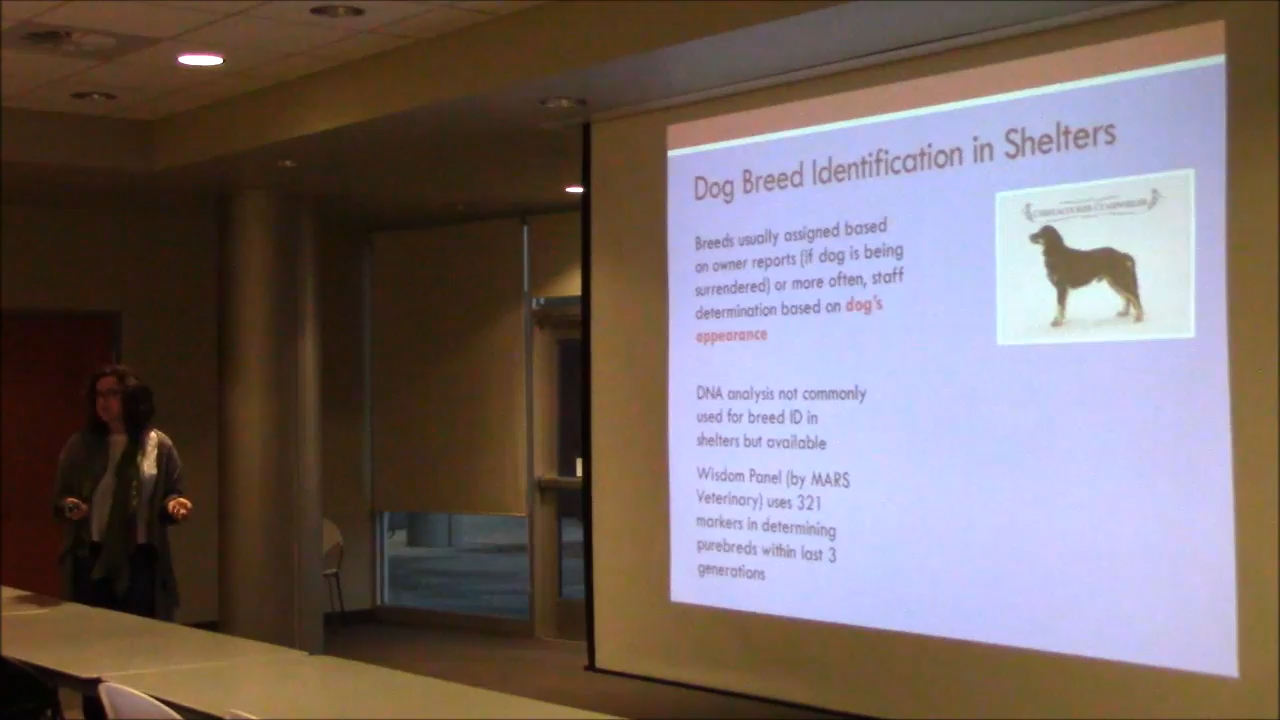 Dog Breed Identification in Shelters
Breeds usually assigned based
on owner reports (if dog is being
surrendered) or more often, staff
determination based on dog's
appearance
DNA analysis not commonly
used for breed ID in
shelters but available
Wisdom Panel (by MARS
Veterinary) uses 321
markers in determining
purebreds within last 3
generations